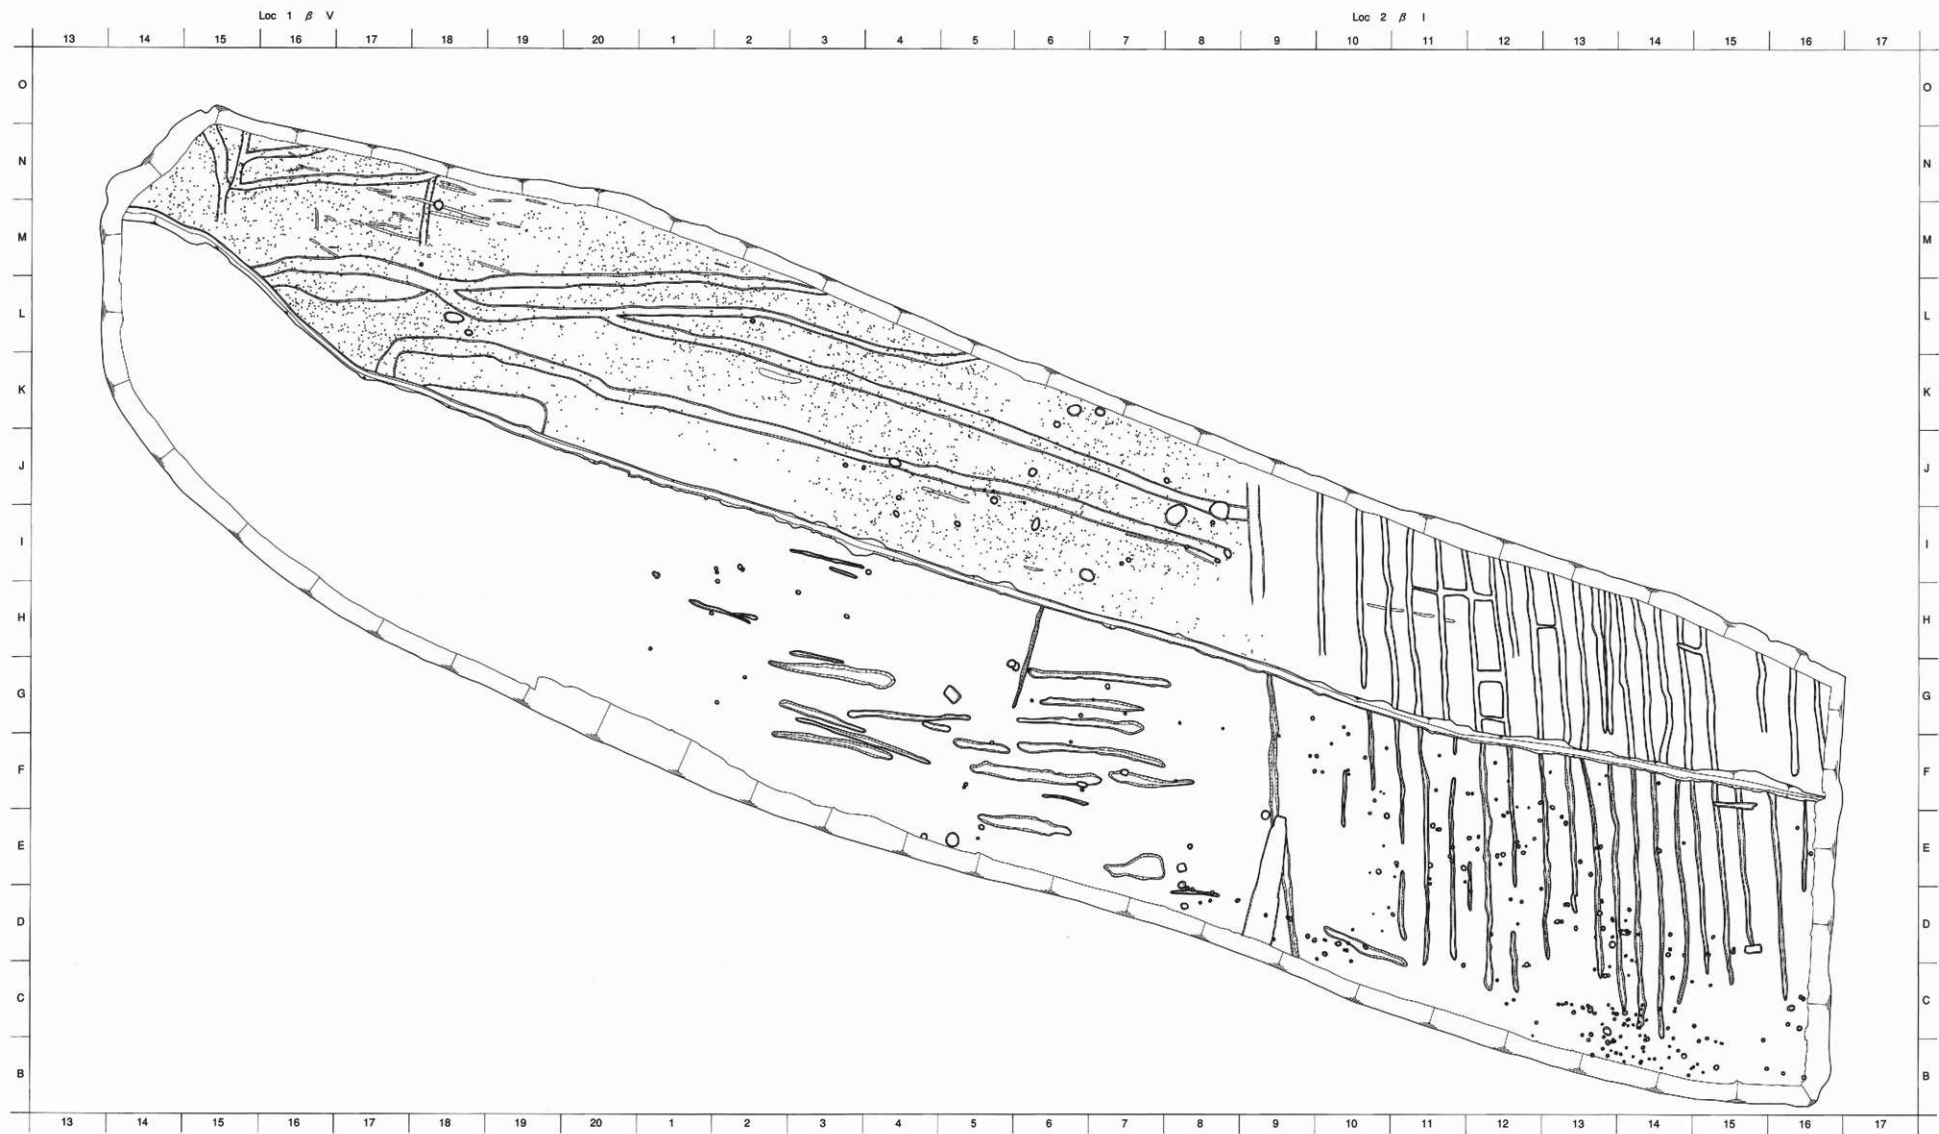 Loc 1 β V Loc 2 β I
13 14 15 16 17 18 19 20 1 2 3 4 5 6 7 8 9 10 11 12 13 14 15 16 17
O O
N N
M M
L L
K K
J J
I I
H H
G G
F F
E E
D D
C C
B B
13 14 15 16 17 18 19 20 1 2 3 4 5 6 7 8 9 10 11 12 13 14 15 16 17